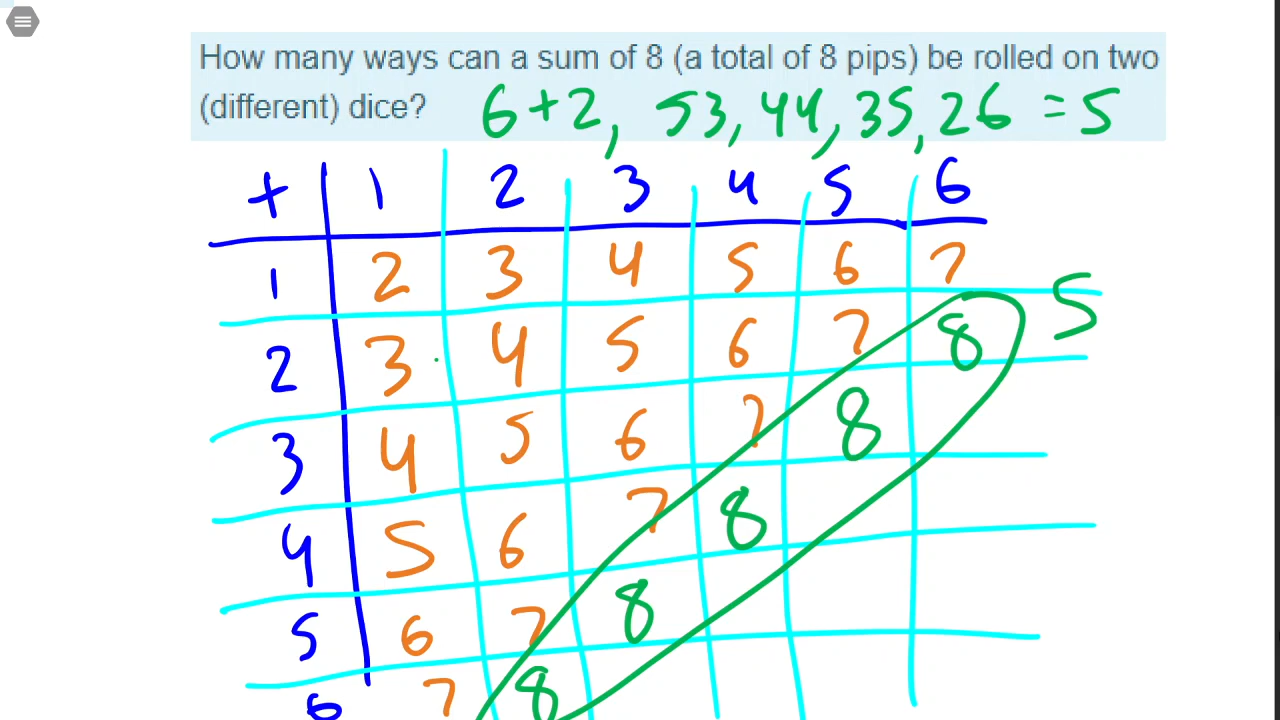 How many ways can a sum of 8 (a total of 8 pips) be rolled on two
(different) dice? 6+2, 53, 44, 35, 26 = 5
+ 1 2 3 4 5 6
1 2 3 4 5 6 7 5
2 3 4 5 6 7 8
3 4 5 6 7 8
4 5 6 7 8
5 6 7 8
6 7 8